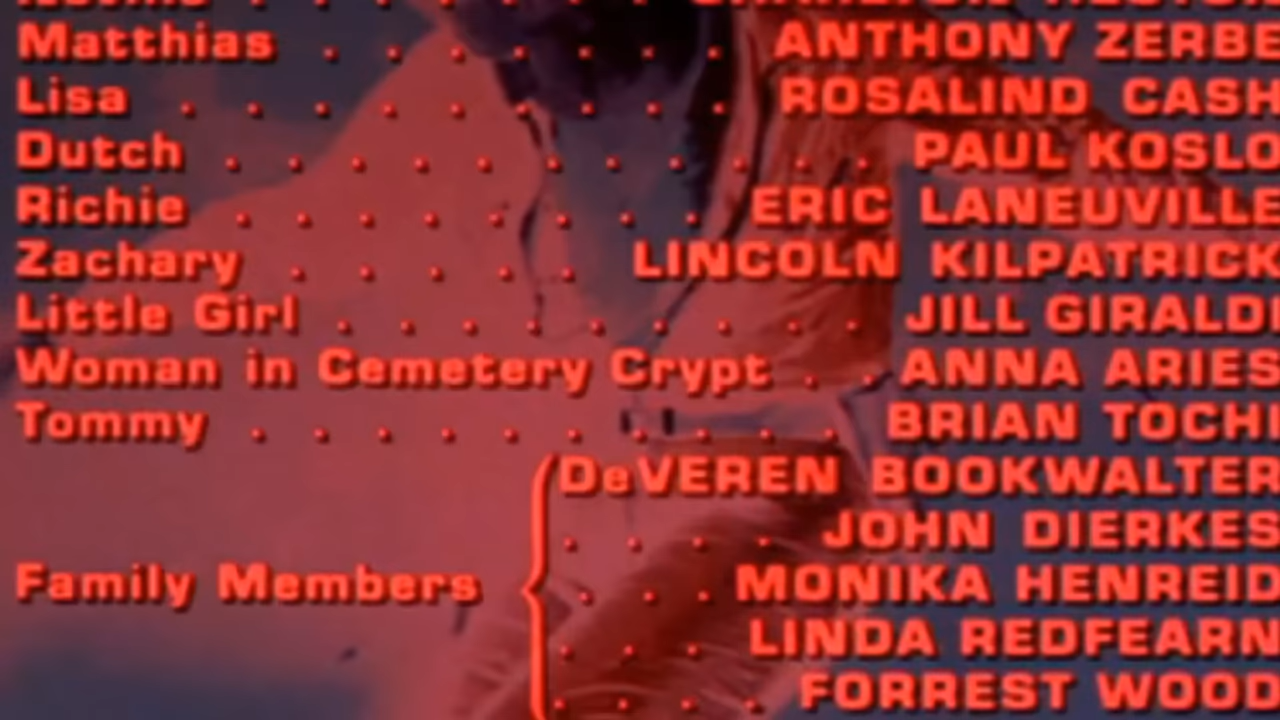 Matthias . . . . . . . ANTHONY ZERBE
Lisa . . . . . . . . . ROSALIND CASH
Dutch . . . . . . . . . . . PAUL KOSLO
Richie . . . . . . . . ERIC LANEUVILLE
Zachary . . . . . LINCOLN KILPATRICK
Little Girl . . . . . . . . . JILL GIRALDI
Woman in Cemetery Crypt . . ANNA ARIES
Tommy . . . . . . . . . . BRIAN TOCHI
DeVEREN BOOKWALTER
. . . . JOHN DIERKES
Family Members . . . MONIKA HENREID
. . . LINDA REDFEARN
. . . . FORREST WOOD